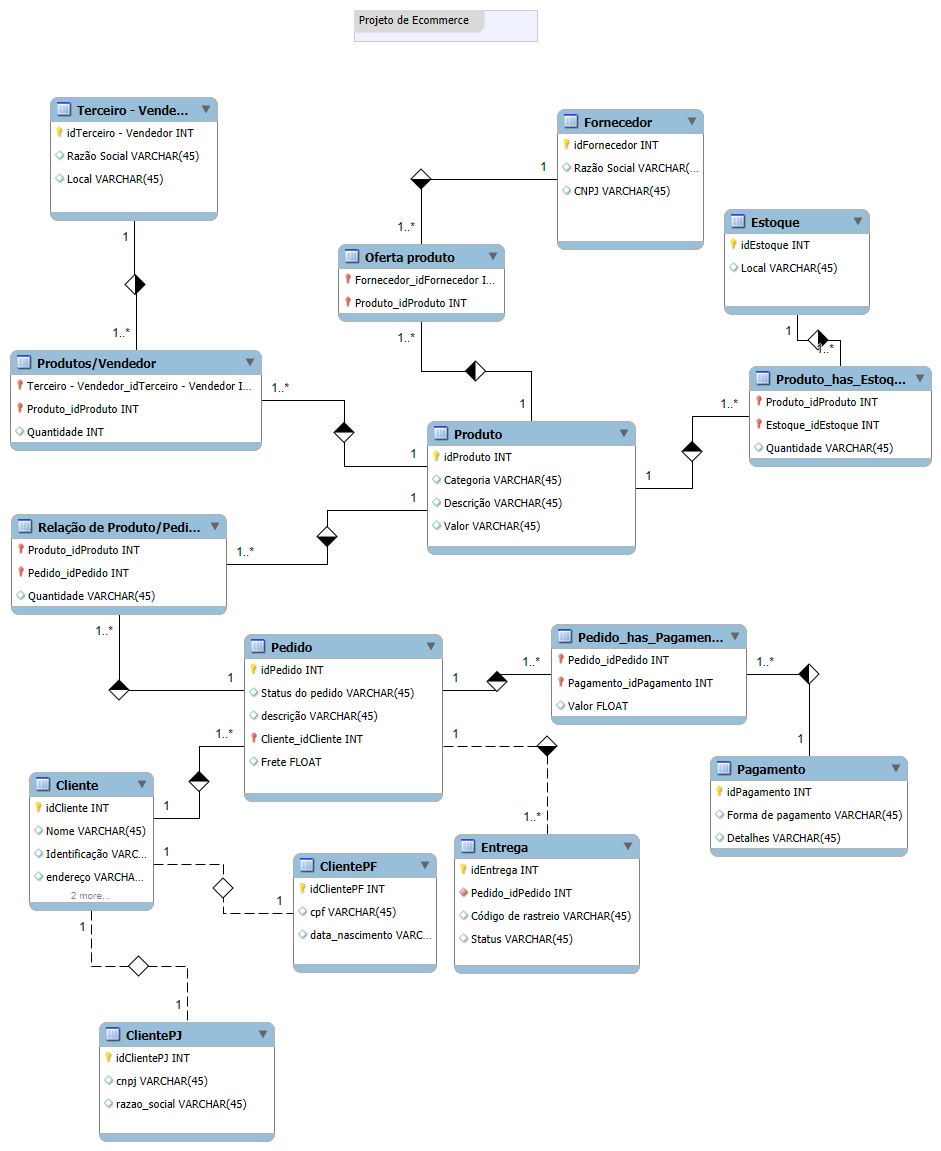 Projeto de Ecommerce
Terceiro - Vende...
idTerceiro - Vendedor INT
Razão Social VARCHAR(45)
Local VARCHAR(45)
1
1..*
Fornecedor
idFornecedor INT
Razão Social VARCHAR(...
CNPJ VARCHAR(45)
1
1..*
Estoque
idEstoque INT
Local VARCHAR(45)
1
1..*
Oferta produto
Fornecedor_idFornecedor I...
Produto_idProduto INT
1..*
1
Produtos/Vendedor
Terceiro - Vendedor_idTerceiro - Vendedor I...
Produto_idProduto INT
Quantidade INT
1..*
1
Produto_has_Estoq...
Produto_idProduto INT
Estoque_idEstoque INT
Quantidade VARCHAR(45)
1..*
1
Produto
idProduto INT
Categoria VARCHAR(45)
Descrição VARCHAR(45)
Valor VARCHAR(45)
1
1..*
Relação de Produto/Pedi...
Produto_idProduto INT
Pedido_idPedido INT
Quantidade VARCHAR(45)
1..*
1
Pedido
idPedido INT
Status do pedido VARCHAR(45)
descrição VARCHAR(45)
Cliente_idCliente INT
Frete FLOAT
1
1..*
Pedido_has_Pagamen...
Pedido_idPedido INT
Pagamento_idPagamento INT
Valor FLOAT
1..*
1
Pagamento
idPagamento INT
Forma de pagamento VARCHAR(45)
Detalhes VARCHAR(45)
1
1..*
Entrega
idEntrega INT
Pedido_idPedido INT
Código de rastreio VARCHAR(45)
Status VARCHAR(45)
1..*
1
Cliente
idCliente INT
Nome VARCHAR(45)
Identificação VARC...
endereço VARCHA...
2 more...
1
1
ClientePF
idClientePF INT
cpf VARCHAR(45)
data_nascimento VARC...
1
1
ClientePJ
idClientePJ INT
cnpj VARCHAR(45)
razao_social VARCHAR(45)